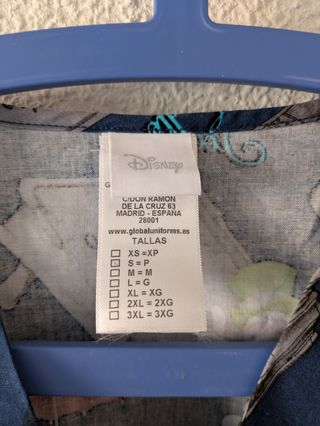 Disney
G
C/DON RAMON
DE LA CRUZ 63
MADRID - ESPAÑA
28001
www.globaluniforms.es
TALLAS
XS =XP
S = P
M = M
L = G
XL = XG
2XL = 2XG
3XL = 3XG